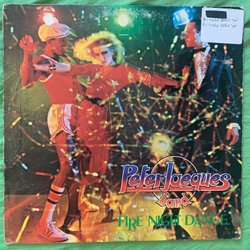 Peter Jacques
Band
FIRE NIGHT DANCE